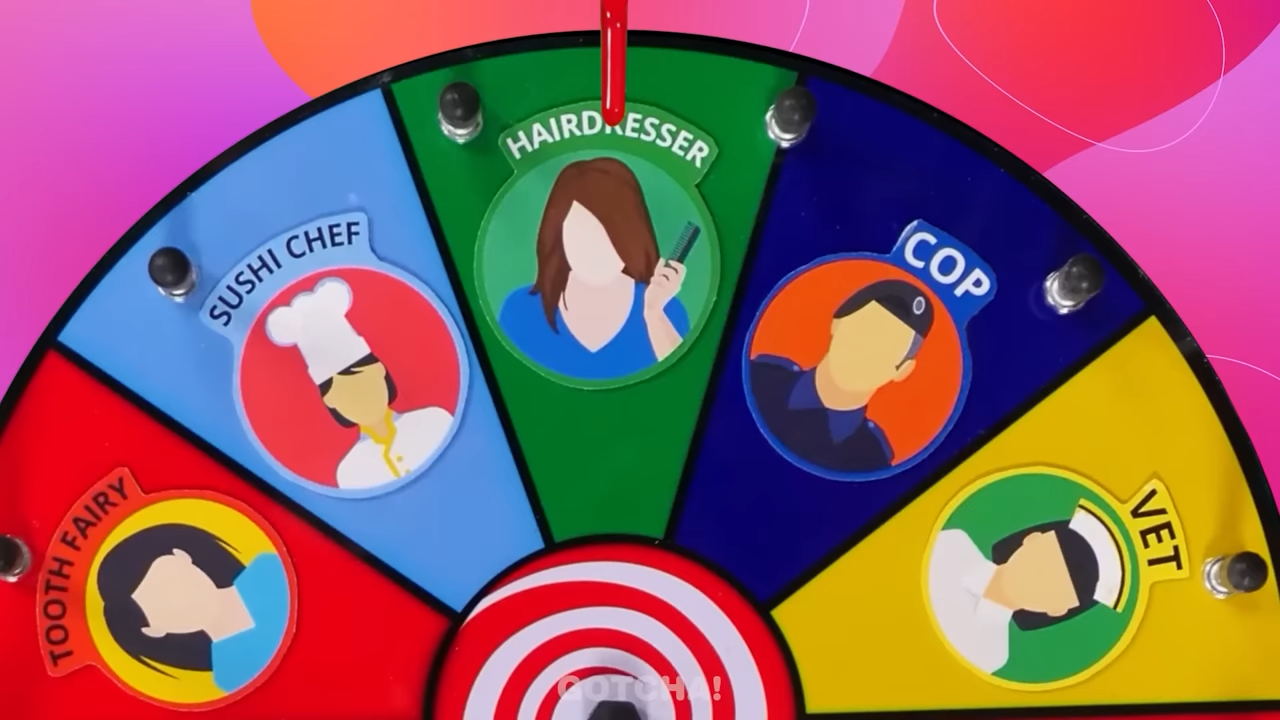 TOOTH FAIRY
SUSHI CHEF
HAIRDRESSER
COP
VET
GOTCHA!